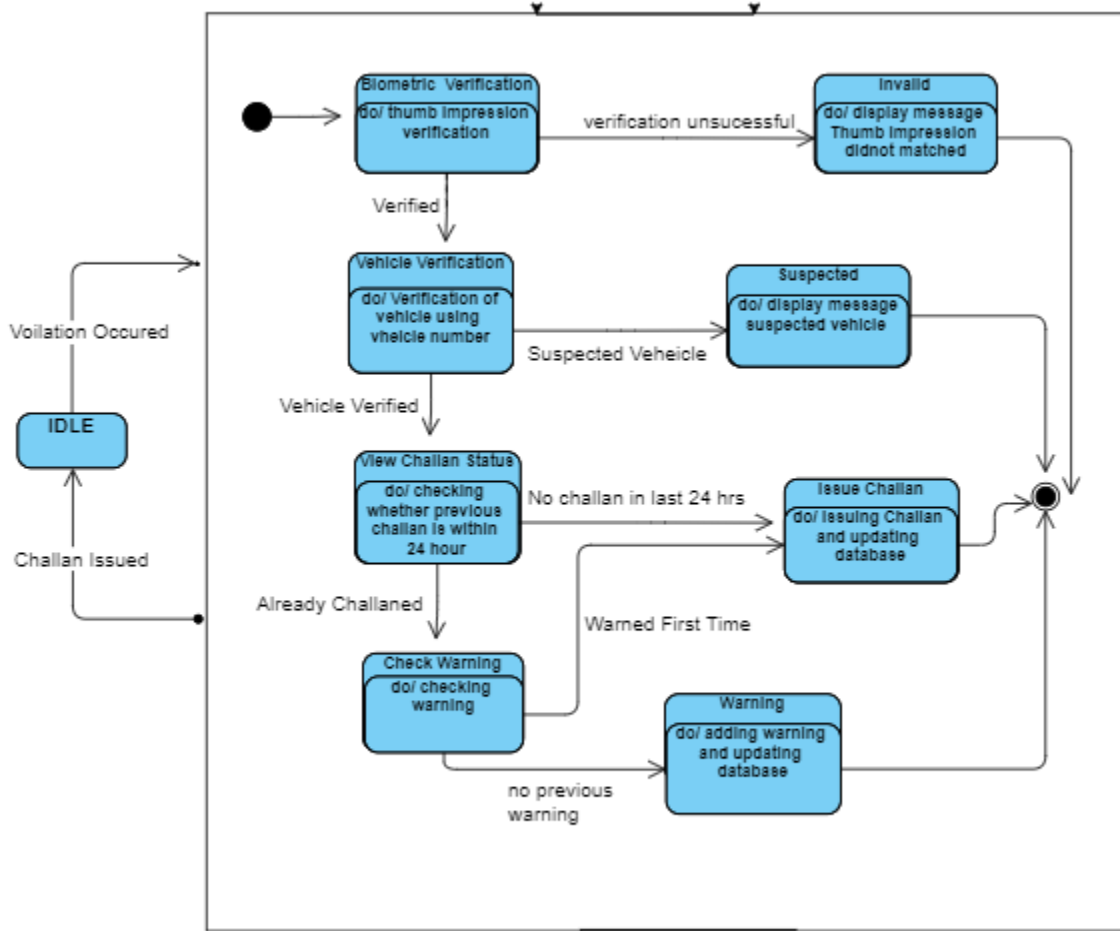 Biometric Verification
do/ thumb impression
verification
verification unsucessful
Invalid
do/ display message
Thumb Impression
didnot matched
Verified
Vehicle Verification
do/ Verification of
vehicle using
vheicle number
Suspected Veheicle
Suspected
do/ display message
suspected vehicle
Voilation Occured
IDLE
Challan Issued
Vehicle Verified
View Challan Status
do/ checking
whether previous
challan is within
24 hour
No challan in last 24 hrs
Issue Challan
do/ Issuing Challan
and updating
database
Already Challaned
Warned First Time
Check Warning
do/ checking
warning
no previous
warning
Warning
do/ adding warning
and updating
database